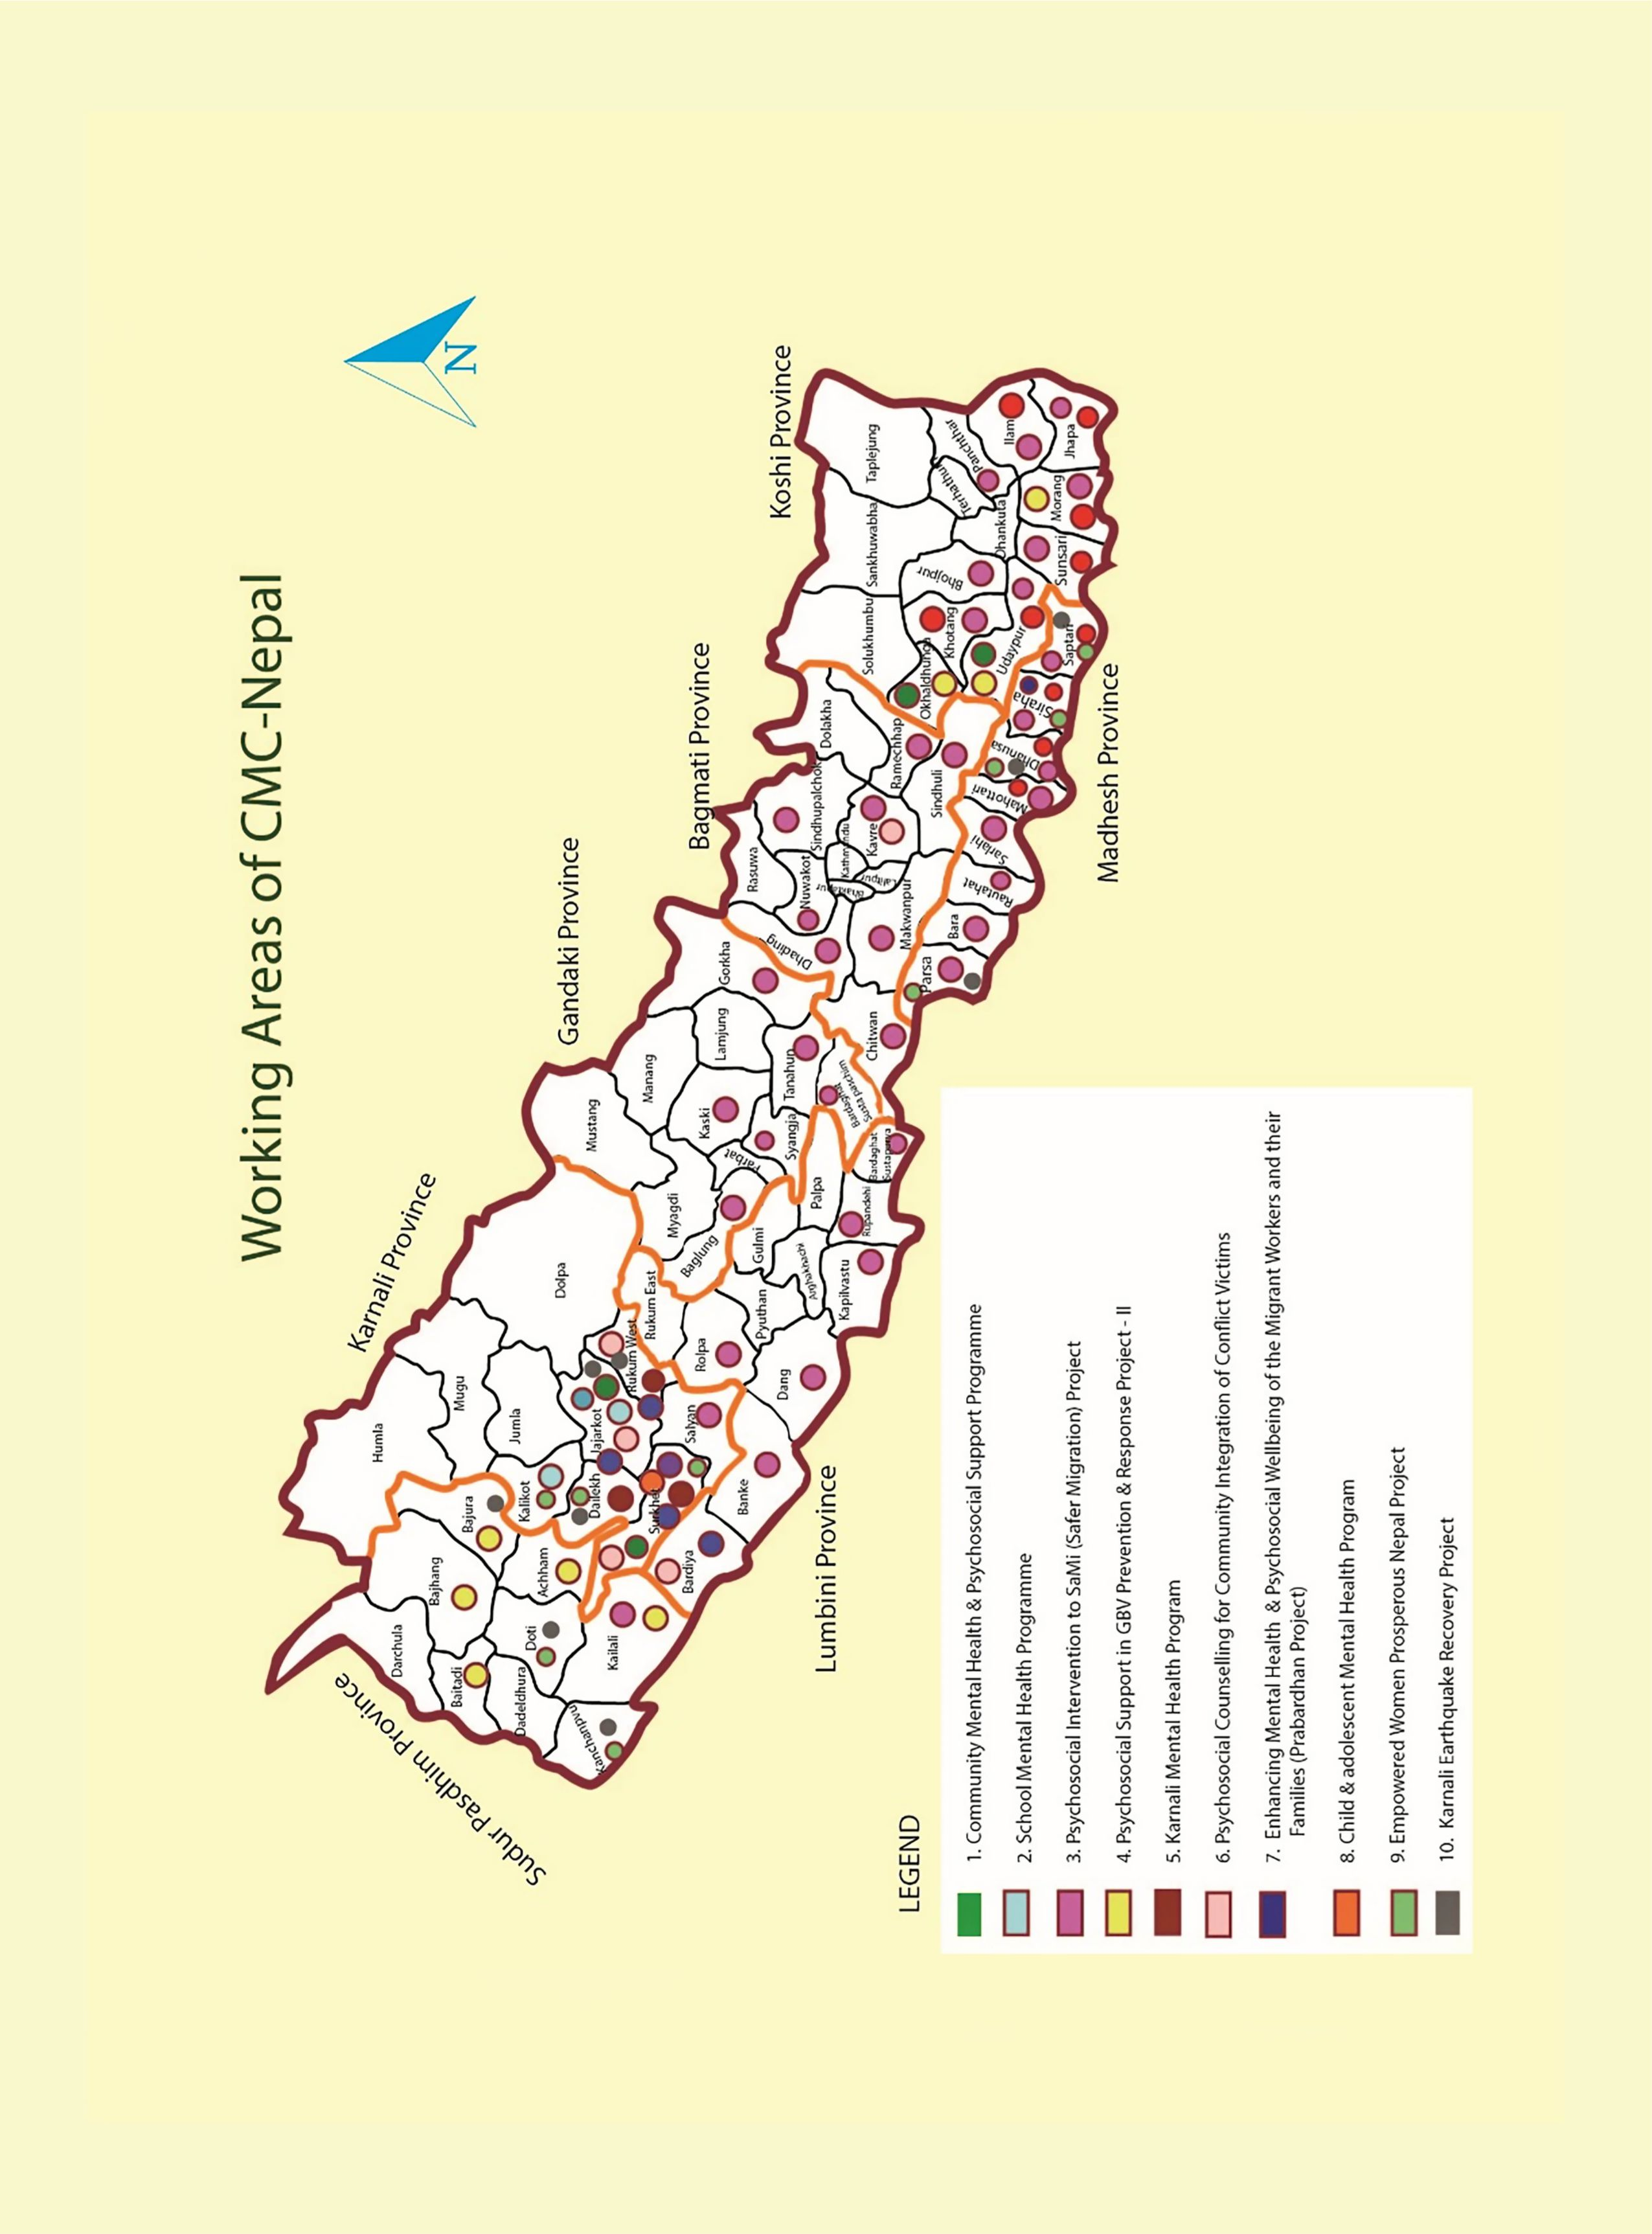 Working Areas of CMC-Nepal
N
Karnali Province
Gandaki Province
Bagmati Province
Koshi Province
Sudur Pasdhim Province
Lumbini Province
Madhesh Province
Humla
Mugu
Dolpa
Jumla
Bajura
Kalikot
Bajhang
Darchula
Baitadi
Dadeldhura
Doti
Achham
Kailali
Kanchanpvu
Dailekh
Jajarkot
Rukum West
Rukum East
Salyan
Surkhet
Bardiya
Banke
Dang
Rolpa
Pyuthan
Gulmi
Arghakhachi
Kapilvastu
Rupandehi
Palpa
Bardaghat
Sustapurva
Bardaghat
Susta paschim
Mustang
Manang
Myagdi
Baglung
Parbat
Kaski
Syangja
Lamjung
Tanahun
Gorkha
Chitwan
Dhading
Rasuwa
Nuwakot
Sindhupalchok
Kathmandu
Bhaktapur
Lalitpur
Kavre
Makwanpur
Dolakha
Ramechhap
Sindhuli
Parsa
Bara
Rautahat
Sarlahi
Mahottari
Dhanusa
Siraha
Saptari
Solukhumbu
Okhaldhunga
Khotang
Udaypur
Sankhuwabha
Bhojpur
Dhankuta
Terhathum
Taplejung
Panchthar
Ilam
Jhapa
Morang
Sunsari
LEGEND
1. Community Mental Health & Psychosocial Support Programme
2. School Mental Health Programme
3. Psychosocial Intervention to SaMi (Safer Migration) Project
4. Psychosocial Support in GBV Prevention & Response Project - II
5. Karnali Mental Health Program
6. Psychosocial Counselling for Community Integration of Conflict Victims
7. Enhancing Mental Health & Psychosocial Wellbeing of the Migrant Workers and their
Families (Prabardhan Project)
8. Child & adolescent Mental Health Program
9. Empowered Women Prosperous Nepal Project
10. Karnali Earthquake Recovery Project